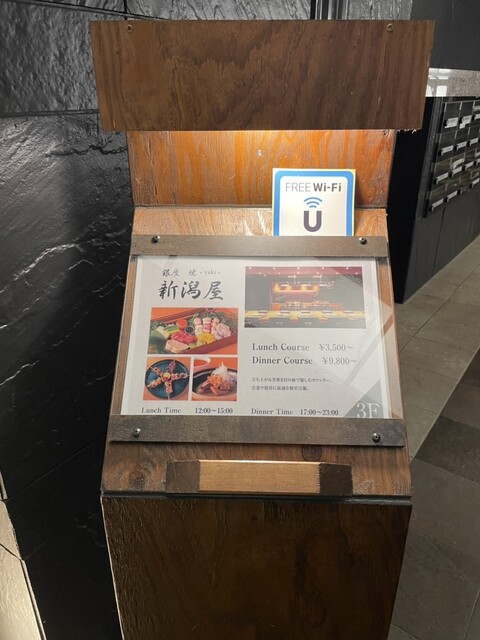 FREE Wi-Fi
U
銀座 焼 - yaki -
新潟屋
Lunch Course ¥3,500~
Dinner Course ¥9,800~
Lunch Time 12:00~15:00
Dinner Time 17:00~23:00
3F